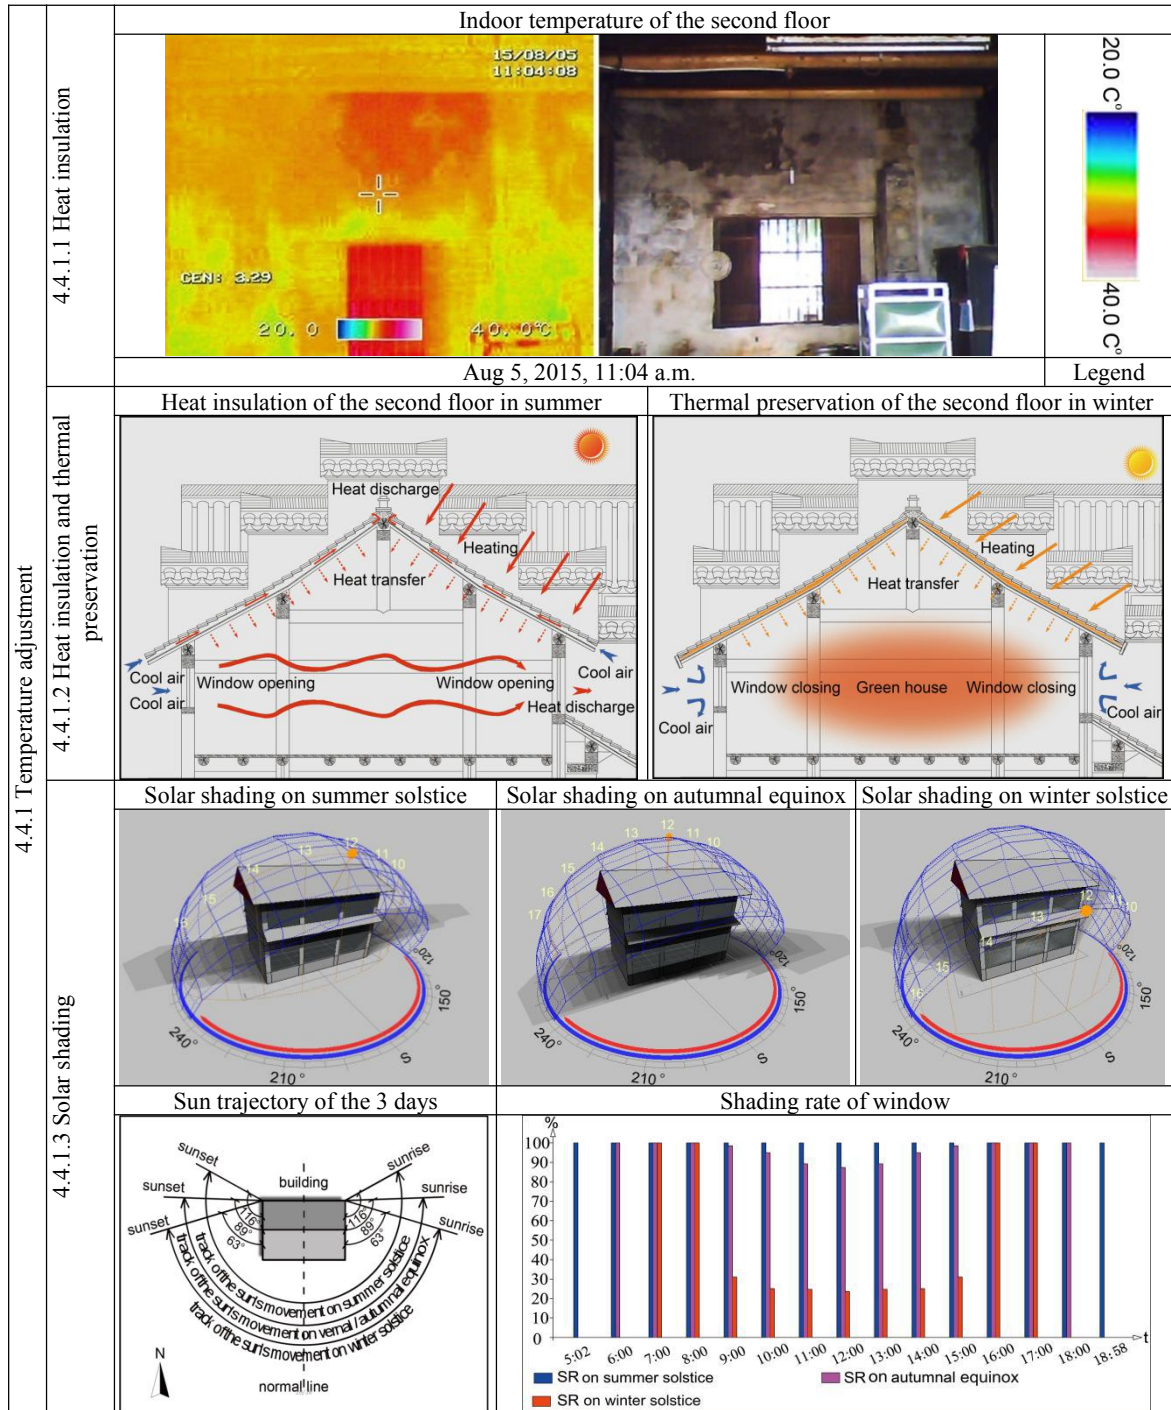 4.4.1 Temperature adjustment
4.4.1.1 Heat insulation
Indoor temperature of the second floor
15/08/05
11:04:08
CEN: 3.29
20.0
40.0℃
20.0 C°
40.0 C°
Aug 5, 2015, 11:04 a.m.
Legend
4.4.1.2 Heat insulation and thermal
preservation
Heat insulation of the second floor in summer
Heat discharge
Heating
Heat transfer
Cool air
Window opening
Window opening
Cool air
Cool air
Heat discharge
Thermal preservation of the second floor in winter
Heating
Heat transfer
Window closing
Green house
Window closing
Cool air
Cool air
4.4.1.3 Solar shading
Solar shading on summer solstice
15
14
13
12
11
10
120°
150°
S
210°
240°
Solar shading on autumnal equinox
17
16
15
14
13
12
11
10
120°
150°
S
210°
240°
Solar shading on winter solstice
16
15
14
13
12
10
120°
150°
S
210°
240°
Sun trajectory of the 3 days
sunset
sunset
sunset
building
sunrise
sunrise
sunrise
116°
89°
63°
116°
89°
63°
track of the sun's movement on summer solstice
track of the sun's movement on vernal / autumnal equinox
track of the sun's movement on winter solstice
N
normal line
Shading rate of window
%
100
90
80
70
60
50
40
30
20
10
0
5:02 6:00 7:00 8:00 9:00 10:00 11:00 12:00 13:00 14:00 15:00 16:00 17:00 18:00 18:58
t
SR on summer solstice
SR on autumnal equinox
SR on winter solstice